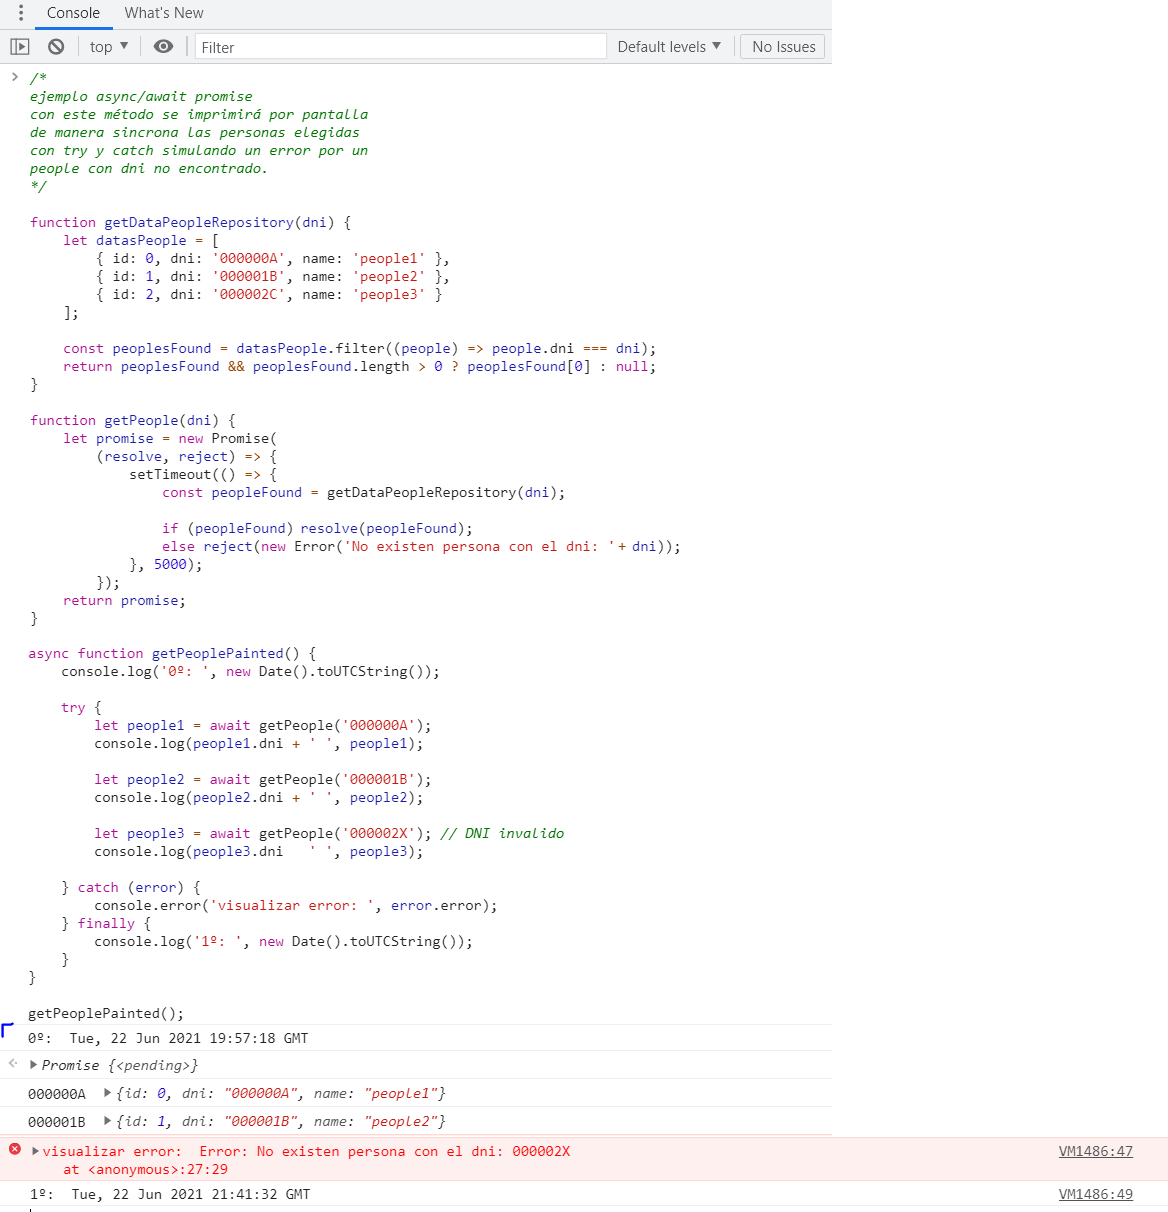 Console What's New
top ▼ Filter Default levels ▼ No Issues
/*
ejemplo async/await promise
con este método se imprimirá por pantalla
de manera sincrona las personas elegidas
con try y catch simulando un error por un
people con dni no encontrado.
*/
function getDataPeopleRepository(dni) {
let datasPeople = [
{ id: 0, dni: '000000A', name: 'people1' },
{ id: 1, dni: '000001B', name: 'people2' },
{ id: 2, dni: '000002C', name: 'people3' }
];
const peoplesFound = datasPeople.filter((people) => people.dni === dni);
return peoplesFound && peoplesFound.length > 0 ? peoplesFound[0] : null;
}
function getPeople(dni) {
let promise = new Promise(
(resolve, reject) => {
setTimeout(() => {
const peopleFound = getDataPeopleRepository(dni);
if (peopleFound) resolve(peopleFound);
else reject(new Error('No existen persona con el dni: '+ dni));
}, 5000);
});
return promise;
}
async function getPeoplePainted() {
console.log('0º: ', new Date().toUTCString());
try {
let people1 = await getPeople('000000A');
console.log(people1.dni + ' ', people1);
let people2 = await getPeople('000001B');
console.log(people2.dni + ' ', people2);
let people3 = await getPeople('000002X'); // DNI invalido
console.log(people3.dni ' ', people3);
} catch (error) {
console.error('visualizar error: ', error.error);
} finally {
console.log('1º: ', new Date().toUTCString());
}
}
getPeoplePainted();
0º: Tue, 22 Jun 2021 19:57:18 GMT
Promise {<pending>}
000000A {id: 0, dni: "000000A", name: "people1"}
000001B {id: 1, dni: "000001B", name: "people2"}
visualizar error: Error: No existen persona con el dni: 000002X VM1486:47
at <anonymous>:27:29
1º: Tue, 22 Jun 2021 21:41:32 GMT VM1486:49